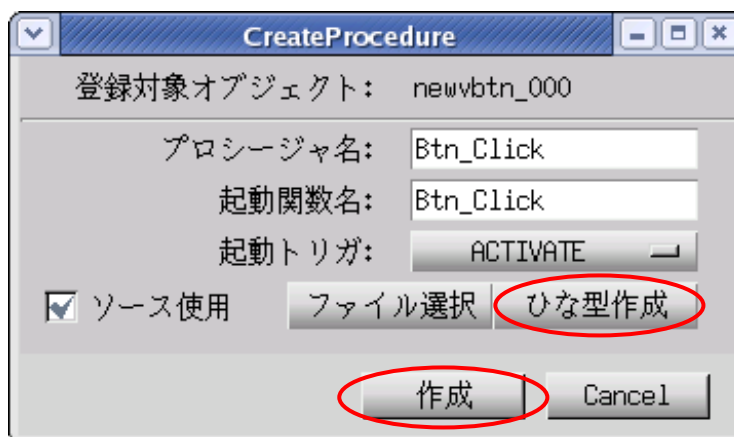 CreateProcedure
登録対象オブジェクト: newvbtn_000
プロシージャ名: Btn_Click
起動関数名: Btn_Click
起動トリガ: ACTIVATE
ソース使用 ファイル選択 ひな型作成
作成 Cancel